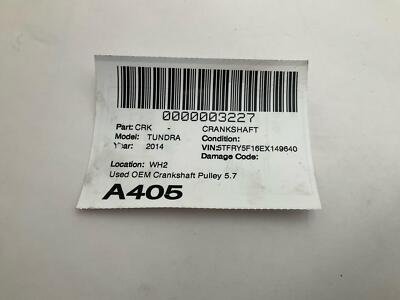 0000003227
Part: CRK - CRANKSHAFT
Model: TUNDRA Condition:
Year: 2014 VIN:5TFRY5F16EX149640
Damage Code:
Location: WH2
Used OEM Crankshaft Pulley 5.7
A405